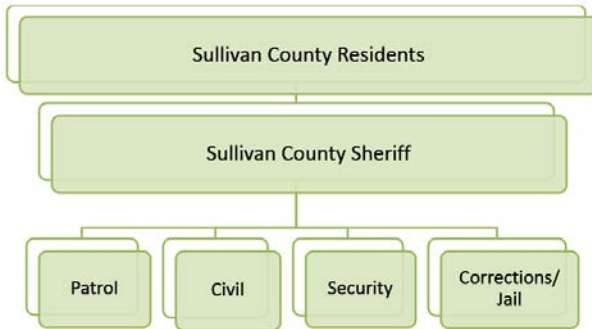 Sullivan County Residents
Sullivan County Sheriff
Patrol
Civil
Security
Corrections/
Jail